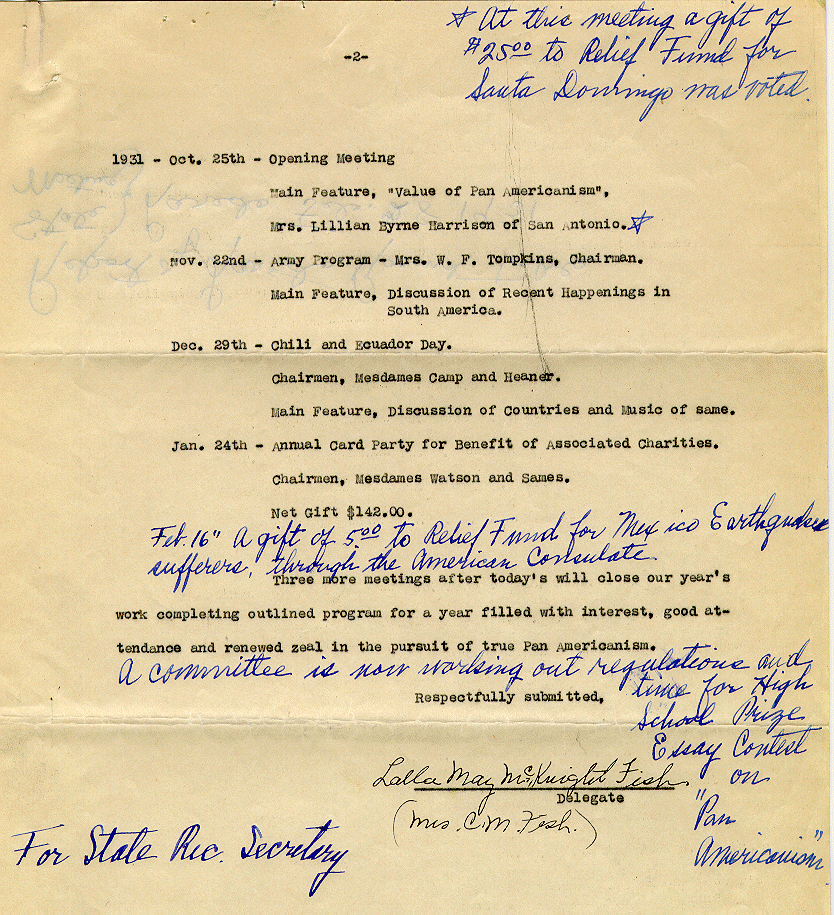 ☆ At this meeting a gift of
$25.00 to Relief Fund for
Santa Domingo was voted.
-2-
1931 - Oct. 25th - Opening Meeting
Main Feature, "Value of Pan Americanism",
Mrs. Lillian Byrne Harrison of San Antonio.☆
Nov. 22nd - Army Program - Mrs. W. F. Tompkins, Chairman.
Main Feature, Discussion of Recent Happenings in
South America.
Dec. 29th - Chili and Ecuador Day.
Chairmen, Mesdames Camp and Heaner.
Main Feature, Discussion of Countries and Music of same.
Jan. 24th - Annual Card Party for Benefit of Associated Charities.
Chairmen, Mesdames Watson and Sames.
Net Gift $142.00.
Feb. 16" A gift of 5.00 to Relief Fund for Mexico Earthquake
sufferers, through the American Consulate.
Three more meetings after today's will close our year's
work completing outlined program for a year filled with interest, good at-
tendance and renewed zeal in the pursuit of true Pan Americanism.
A committee is now working out regulations and
time for High
School Prize
Essay Contest
on
"Pan
Americanism"
Respectfully submitted,
Lalla May McKnight Fish
Delegate
(Mrs. C. M. Fish.)
For State Rec. Secretary